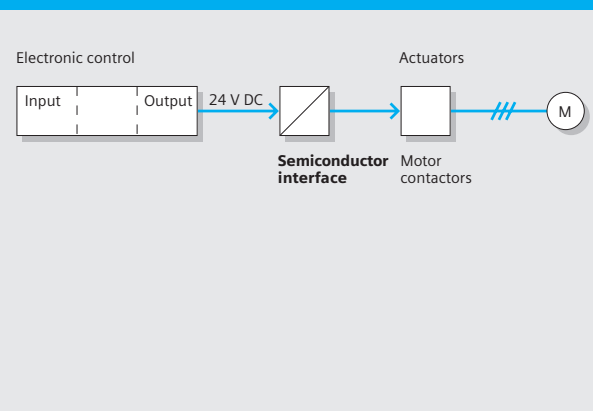 Electronic control
Actuators
Input
Output
24 V DC
M
Semiconductor
interface
Motor
contactors